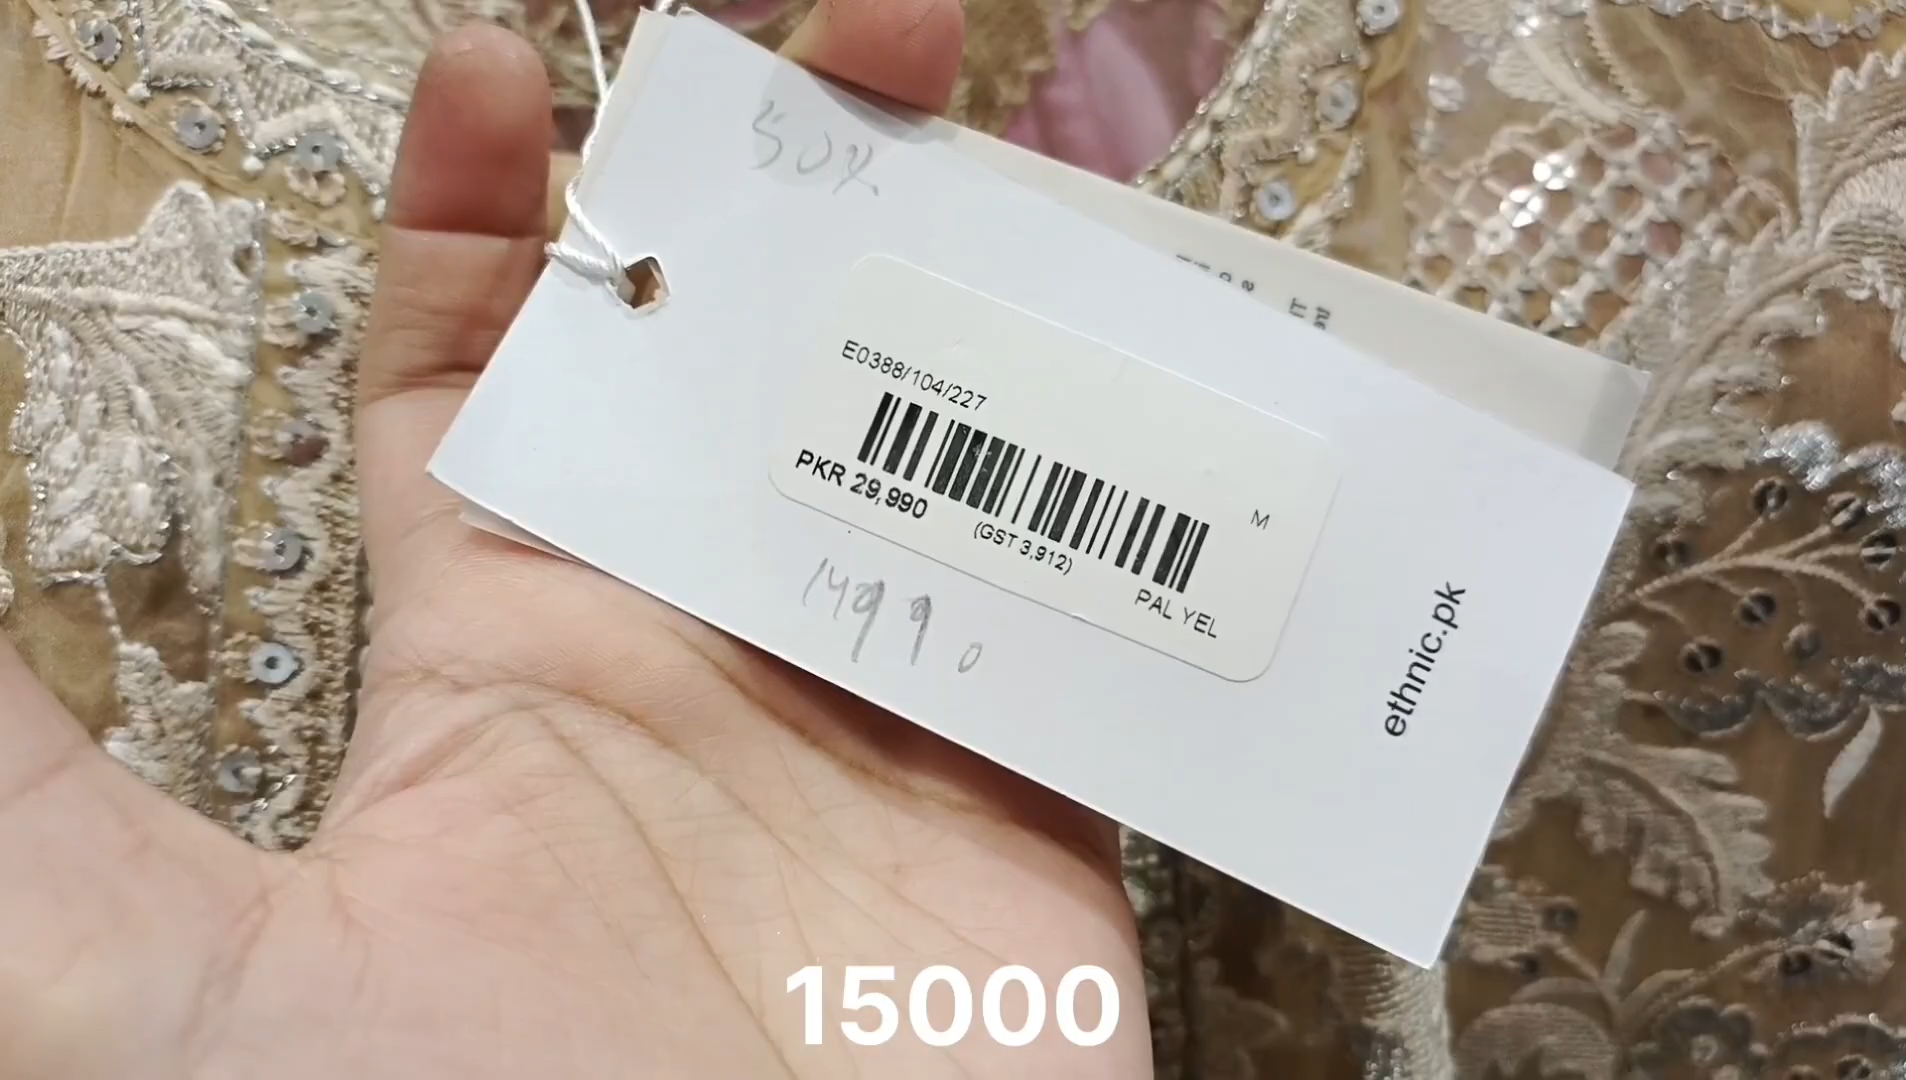 50%
E0388/104/227
PKR 29,990
(GST 3,912)
M
PAL YEL
14990
ethnic.pk
15000